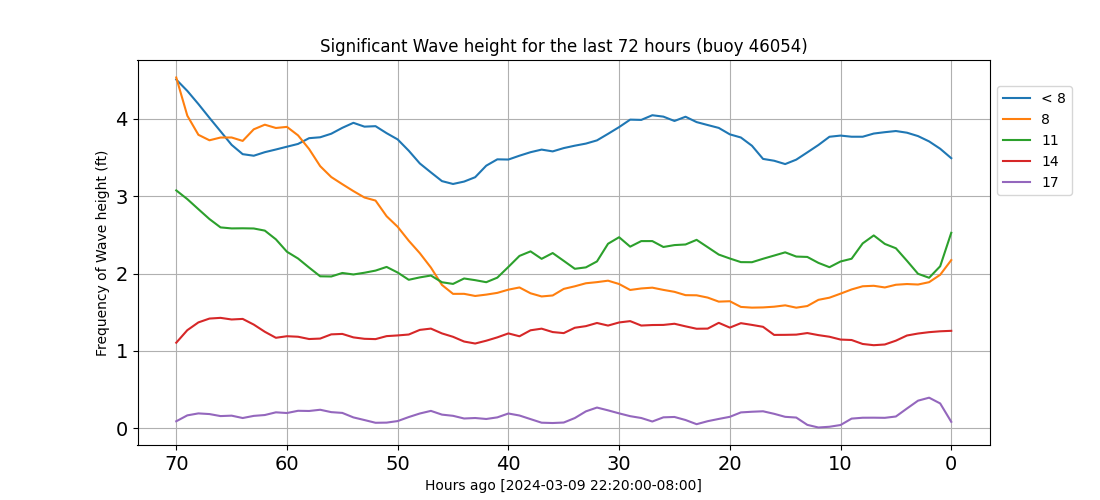 Significant Wave height for the last 72 hours (buoy 46054)
Frequency of Wave height (ft)
4
3
2
1
0
70 60 50 40 30 20 10 0
Hours ago [2024-03-09 22:20:00-08:00]
< 8
8
11
14
17